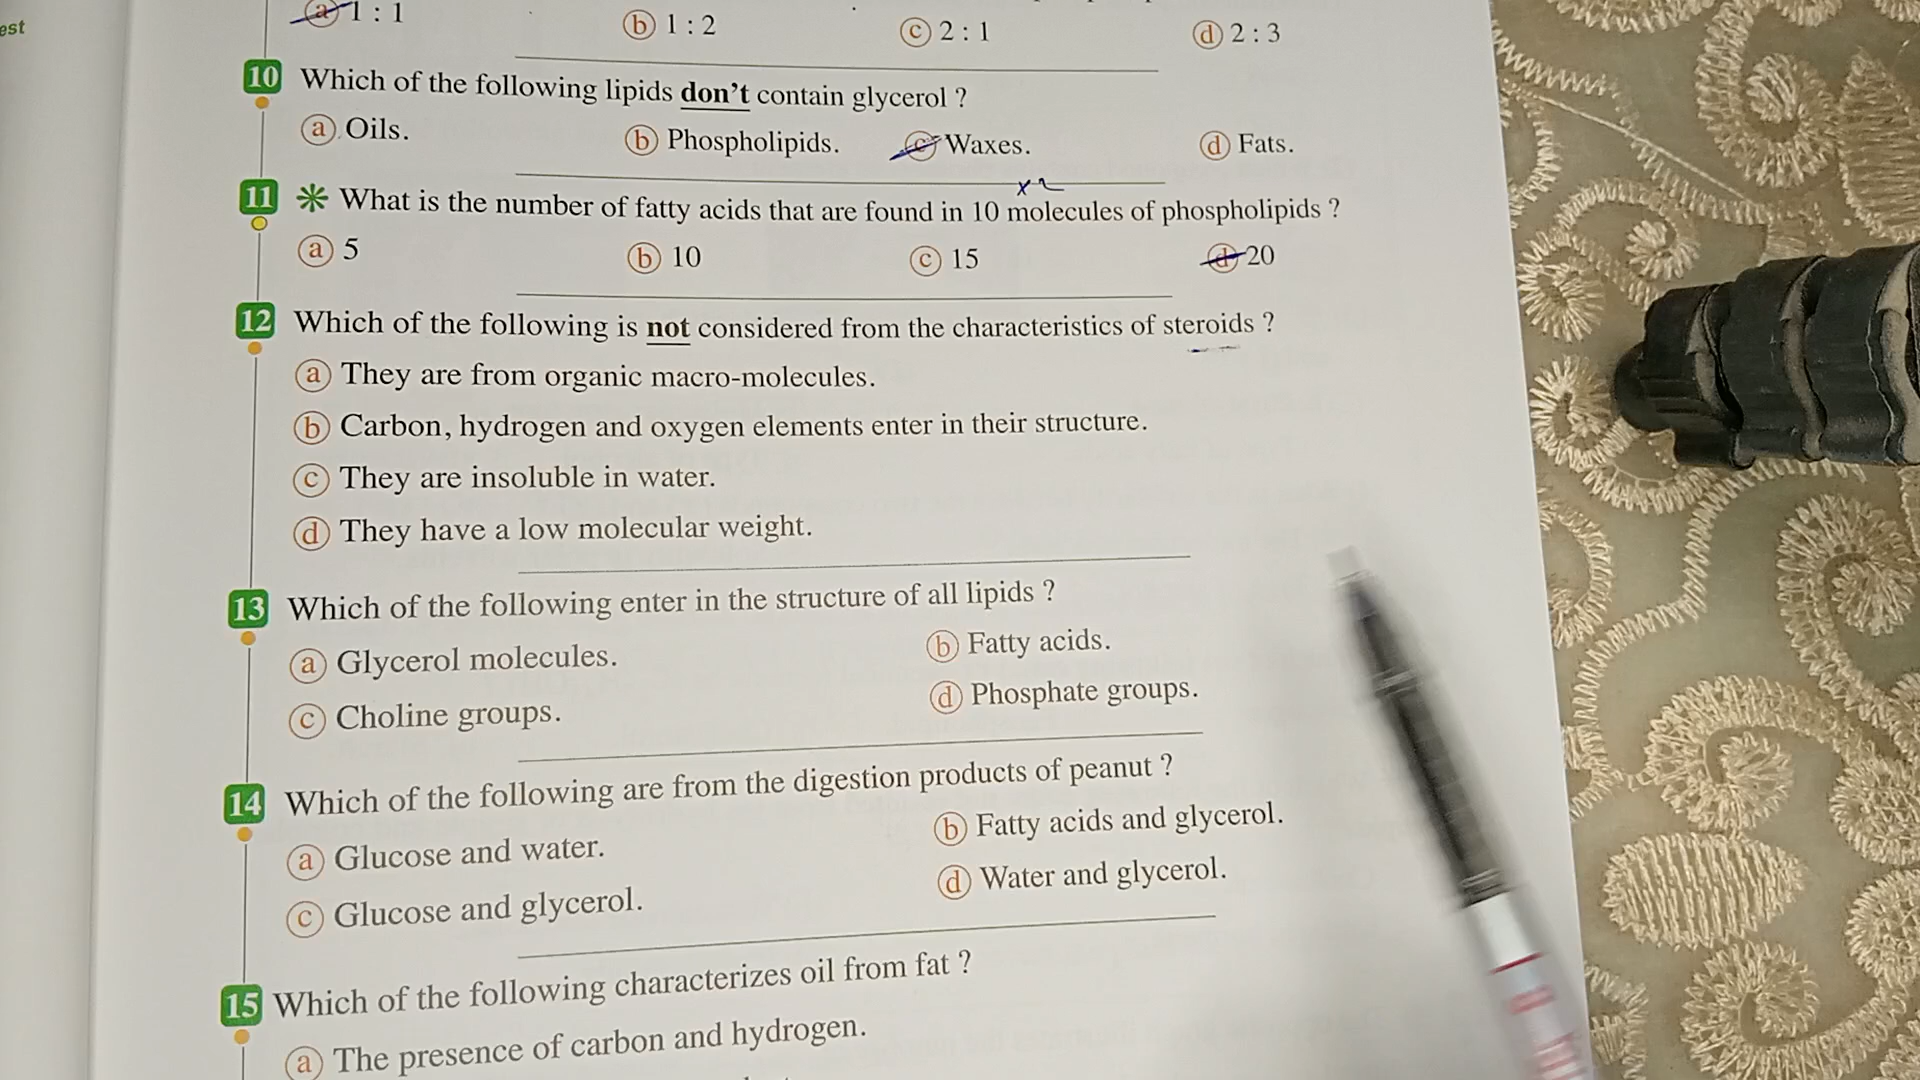 est
a 1 : 1
b 1 : 2
c 2 : 1
d 2 : 3
10 Which of the following lipids don't contain glycerol ?
a Oils.
b Phospholipids.
c Waxes.
d Fats.
x2
11 * What is the number of fatty acids that are found in 10 molecules of phospholipids ?
a 5
b 10
c 15
d 20
12 Which of the following is not considered from the characteristics of steroids ?
a They are from organic macro-molecules.
b Carbon, hydrogen and oxygen elements enter in their structure.
c They are insoluble in water.
d They have a low molecular weight.
13 Which of the following enter in the structure of all lipids ?
a Glycerol molecules.
b Fatty acids.
c Choline groups.
d Phosphate groups.
14 Which of the following are from the digestion products of peanut ?
a Glucose and water.
b Fatty acids and glycerol.
c Glucose and glycerol.
d Water and glycerol.
15 Which of the following characterizes oil from fat ?
a The presence of carbon and hydrogen.